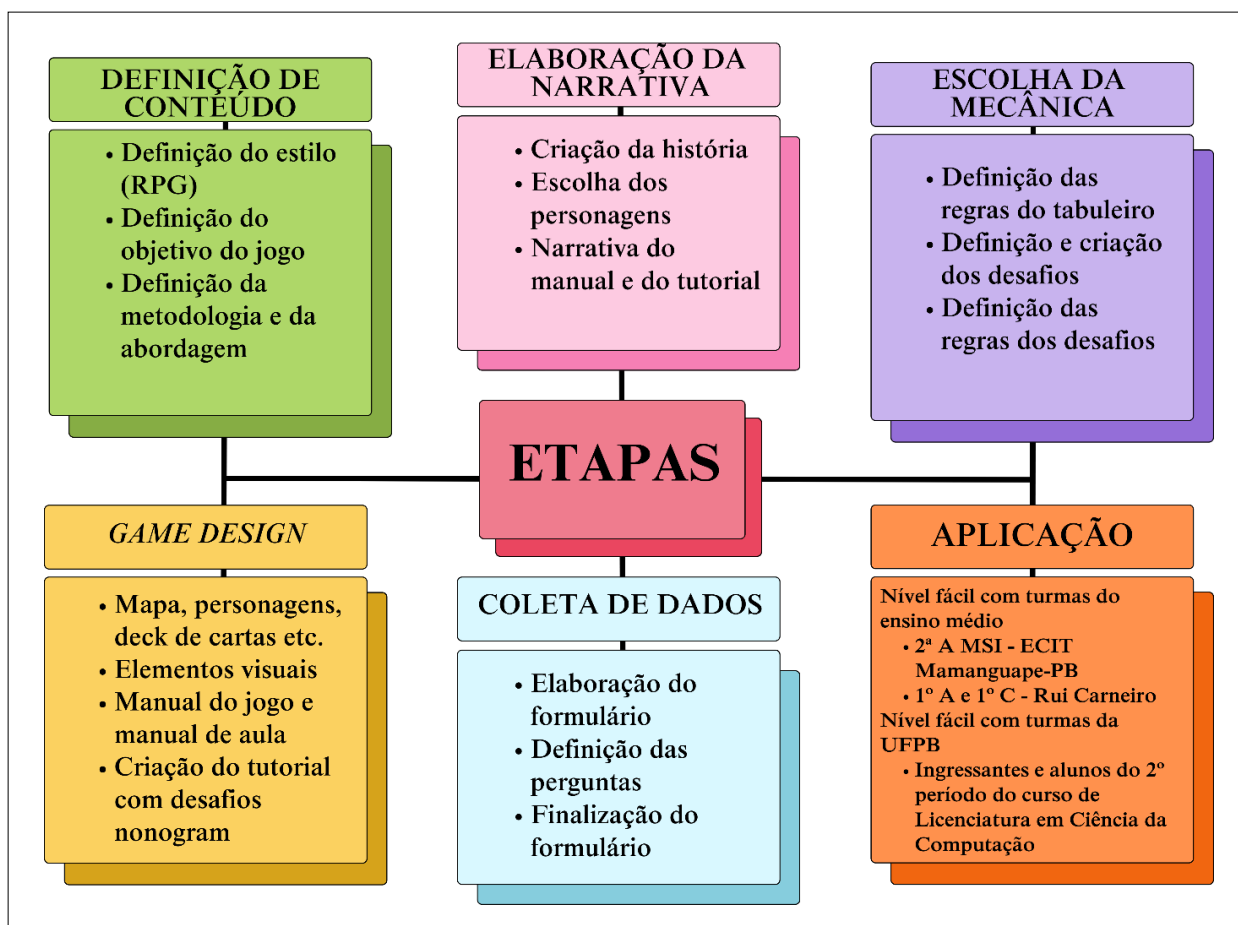 DEFINIÇÃO DE
CONTEÚDO
• Definição do estilo
(RPG)
• Definição do
objetivo do jogo
• Definição da
metodologia e da
abordagem
ELABORAÇÃO DA
NARRATIVA
• Criação da história
• Escolha dos
personagens
• Narrativa do
manual e do tutorial
ESCOLHA DA
MECÂNICA
• Definição das
regras do tabuleiro
• Definição e criação
dos desafios
• Definição das
regras dos desafios
ETAPAS
GAME DESIGN
• Mapa, personagens,
deck de cartas etc.
• Elementos visuais
• Manual do jogo e
manual de aula
• Criação do tutorial
com desafios
nonogram
COLETA DE DADOS
• Elaboração do
formulário
• Definição das
perguntas
• Finalização do
formulário
APLICAÇÃO
Nível fácil com turmas do
ensino médio
• 2ª A MSI - ECIT
Mamanguape-PB
• 1º A e 1º C - Rui Carneiro
Nível fácil com turmas da
UFPB
• Ingressantes e alunos do 2º
período do curso de
Licenciatura em Ciência da
Computação